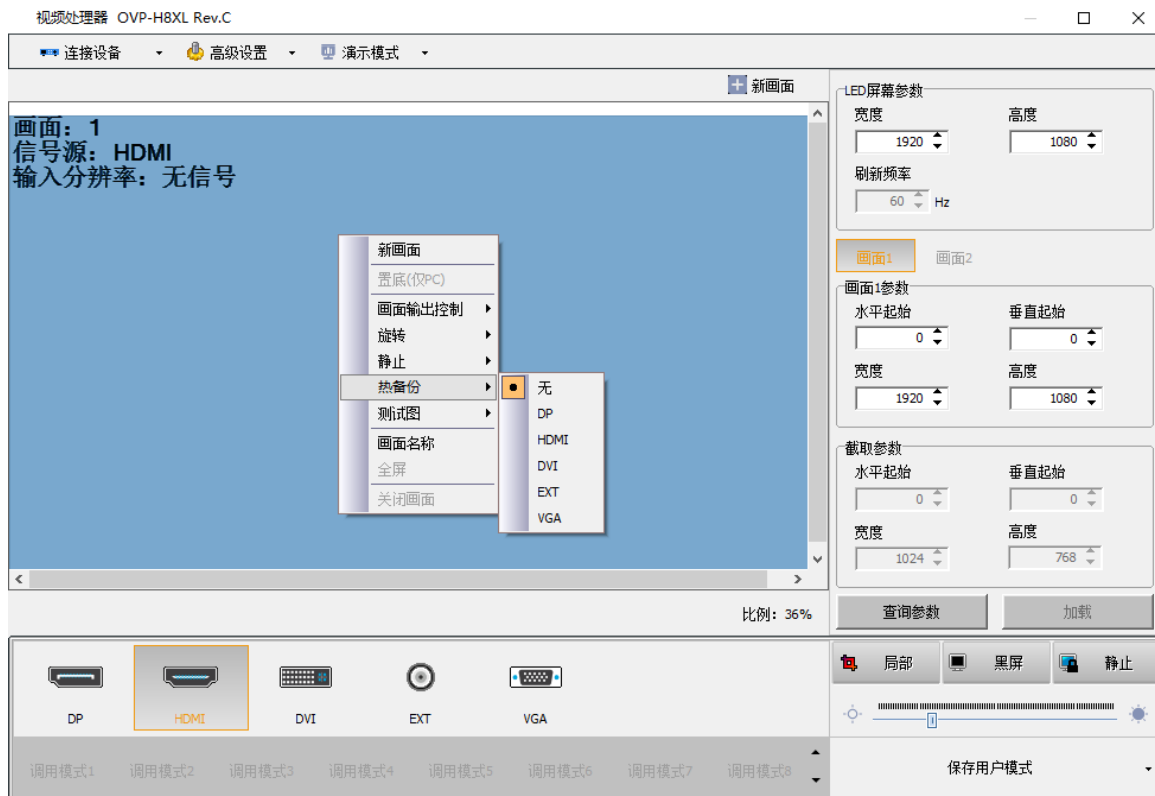 视频处理器 OVP-H8XL Rev.C
连接设备 高级设置 演示模式
新画面
画面：1
信号源：HDMI
输入分辨率：无信号
新画面
置底(仅PC)
画面输出控制
旋转
静止
热备份
测试图
画面名称
全屏
关闭画面
无
DP
HDMI
DVI
EXT
VGA
比例：36%
LED屏幕参数
宽度 高度
1920 1080
刷新频率
60 Hz
画面1 画面2
画面1参数
水平起始 垂直起始
0 0
宽度 高度
1920 1080
截取参数
水平起始 垂直起始
0 0
宽度 高度
1024 768
查询参数 加载
DP HDMI DVI EXT VGA
局部 黑屏 静止
调用模式1 调用模式2 调用模式3 调用模式4 调用模式5 调用模式6 调用模式7 调用模式8
保存用户模式